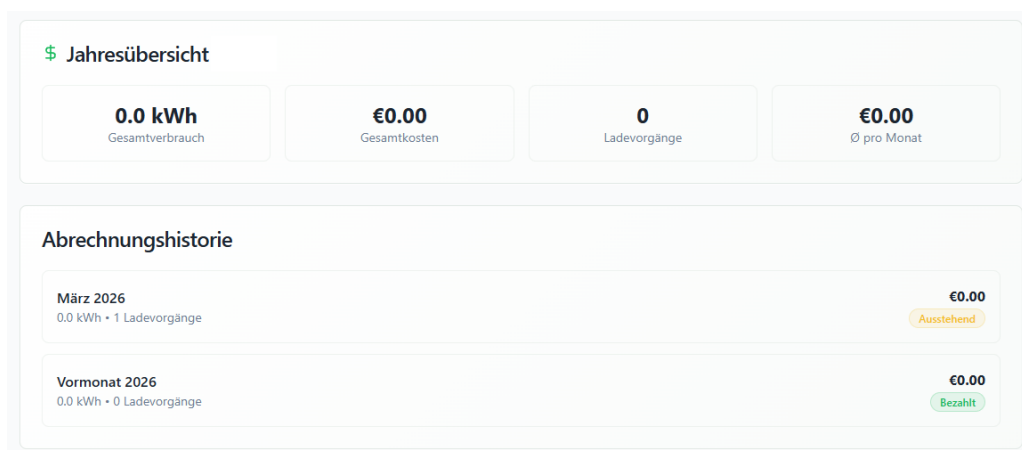 $ Jahresübersicht
0.0 kWh
Gesamtverbrauch
€0.00
Gesamtkosten
0
Ladevorgänge
€0.00
Ø pro Monat
Abrechnungshistorie
März 2026
0.0 kWh • 1 Ladevorgänge
€0.00
Ausstehend
Vormonat 2026
0.0 kWh • 0 Ladevorgänge
€0.00
Bezahlt